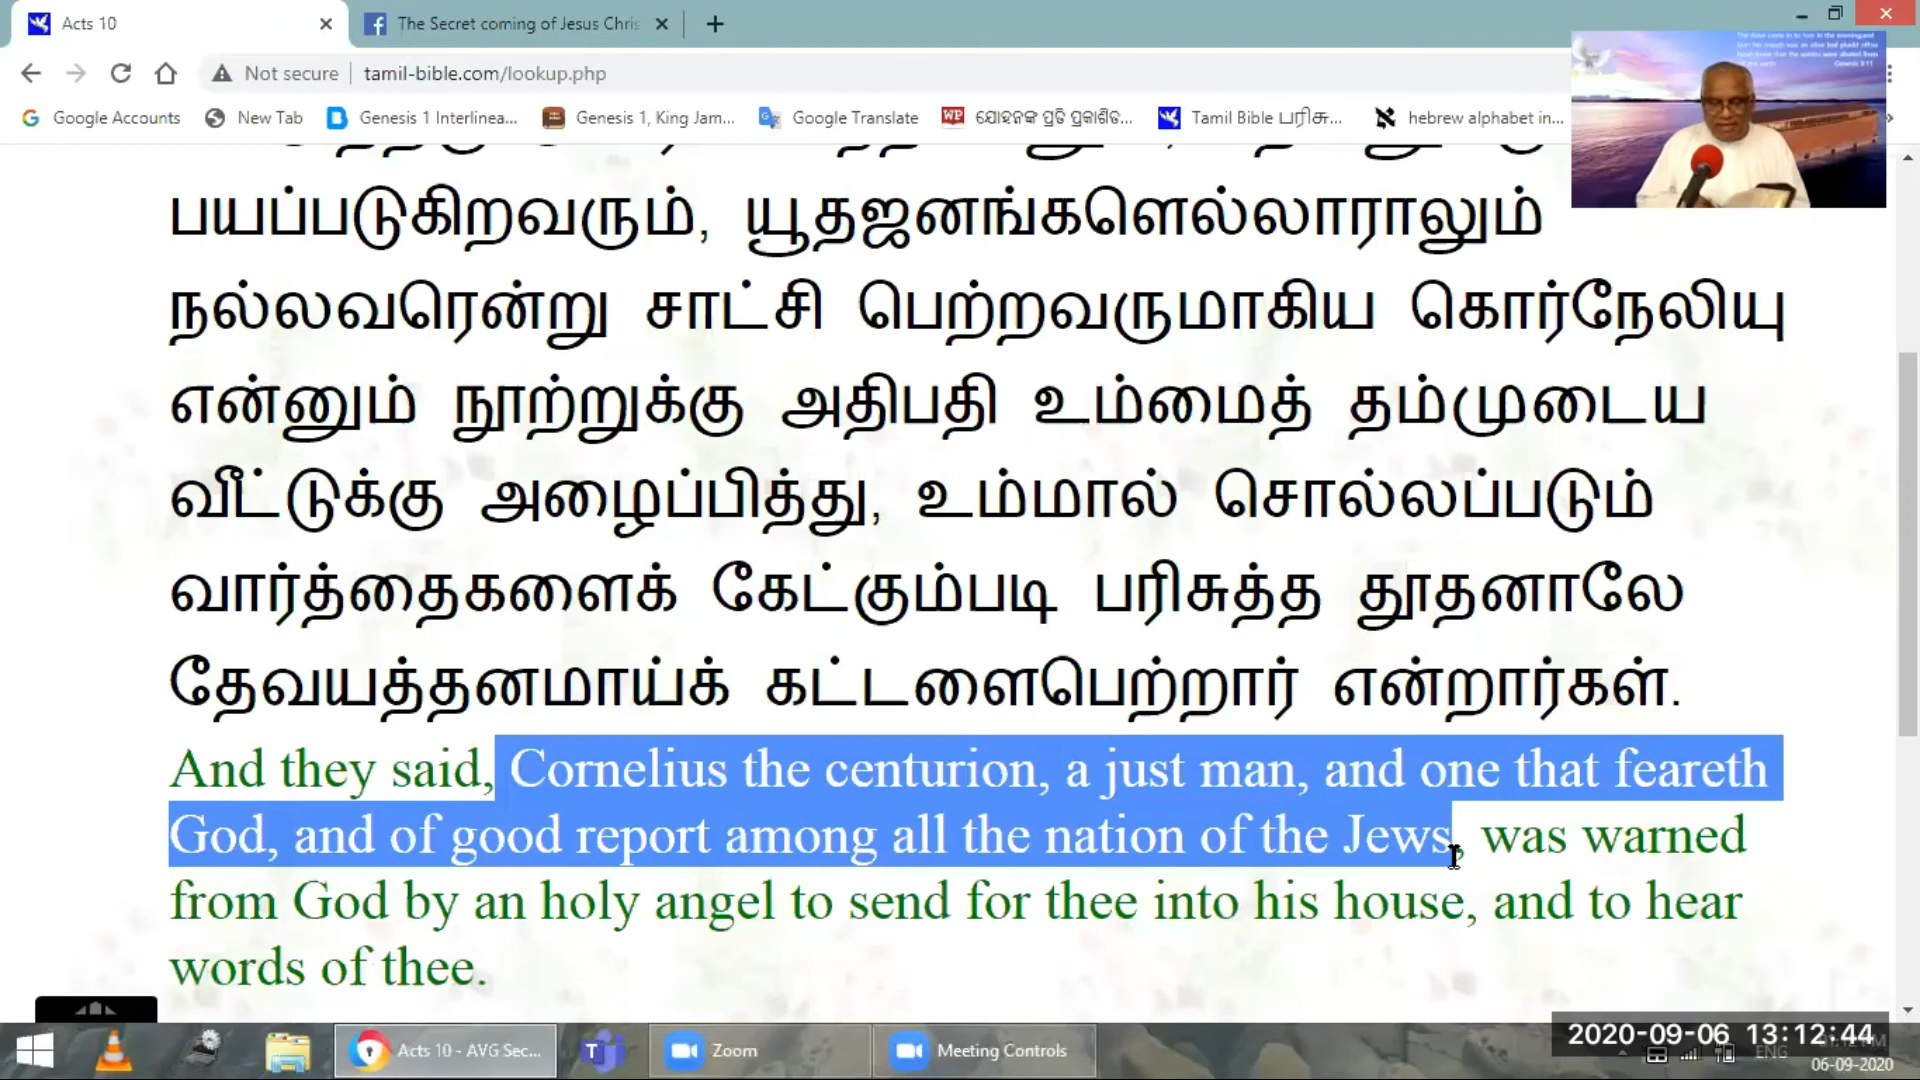 Acts 10
The Secret coming of Jesus Chris
Not secure
tamil-bible.com/lookup.php
Google Accounts
New Tab
Genesis 1 Interlinea...
Genesis 1, King Jam...
Google Translate
ଯୋହନଙ୍କ ପ୍ରତି ପ୍ରକାଶିତ...
Tamil Bible பரிசு...
hebrew alphabet in...
பயப்படுகிறவரும், யூதஜனங்களெல்லாராலும்
நல்லவரென்று சாட்சி பெற்றவருமாகிய கொர்நேலியு
என்னும் நூற்றுக்கு அதிபதி உம்மைத் தம்முடைய
வீட்டுக்கு அழைப்பித்து, உம்மால் சொல்லப்படும்
வார்த்தைகளைக் கேட்கும்படி பரிசுத்த தூதனாலே
தேவயத்தனமாய்க் கட்டளைபெற்றார் என்றார்கள்.
And they said, Cornelius the centurion, a just man, and one that feareth
God, and of good report among all the nation of the Jews, was warned
from God by an holy angel to send for thee into his house, and to hear
words of thee.
Acts 10 - AVG Sec...
Zoom
Meeting Controls
2020-09-06 13:12:44
ENG
06-09-2020